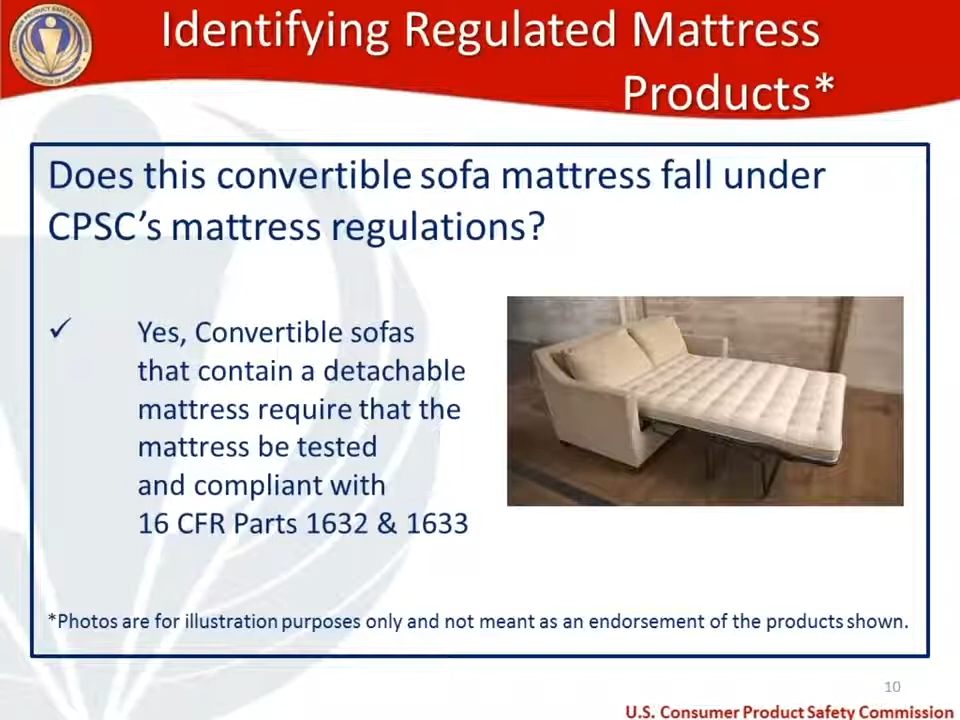 Identifying Regulated Mattress
Products*
Does this convertible sofa mattress fall under
CPSC’s mattress regulations?
✓ Yes, Convertible sofas
that contain a detachable
mattress require that the
mattress be tested
and compliant with
16 CFR Parts 1632 & 1633
*Photos are for illustration purposes only and not meant as an endorsement of the products shown.
10
U.S. Consumer Product Safety Commission